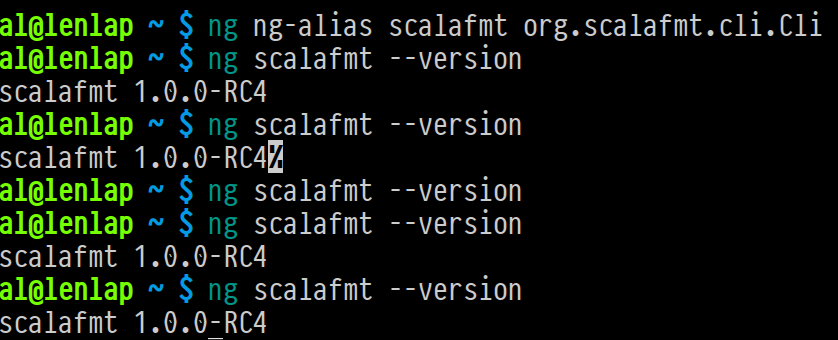 al@lenlap ~ $ ng ng-alias scalafmt org.scalafmt.cli.Cli
al@lenlap ~ $ ng scalafmt --version
scalafmt 1.0.0-RC4
al@lenlap ~ $ ng scalafmt --version
scalafmt 1.0.0-RC4%
al@lenlap ~ $ ng scalafmt --version
al@lenlap ~ $ ng scalafmt --version
scalafmt 1.0.0-RC4
al@lenlap ~ $ ng scalafmt --version
scalafmt 1.0.0-RC4